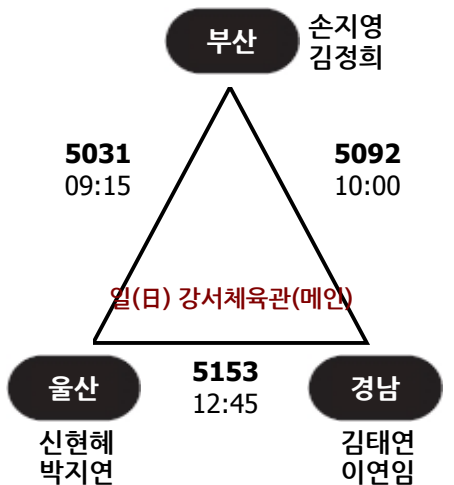 부산
손지영
김정희
5031
09:15
5092
10:00
일(日) 강서체육관(메인)
울산
5153
12:45
경남
신현혜
박지연
김태연
이연임